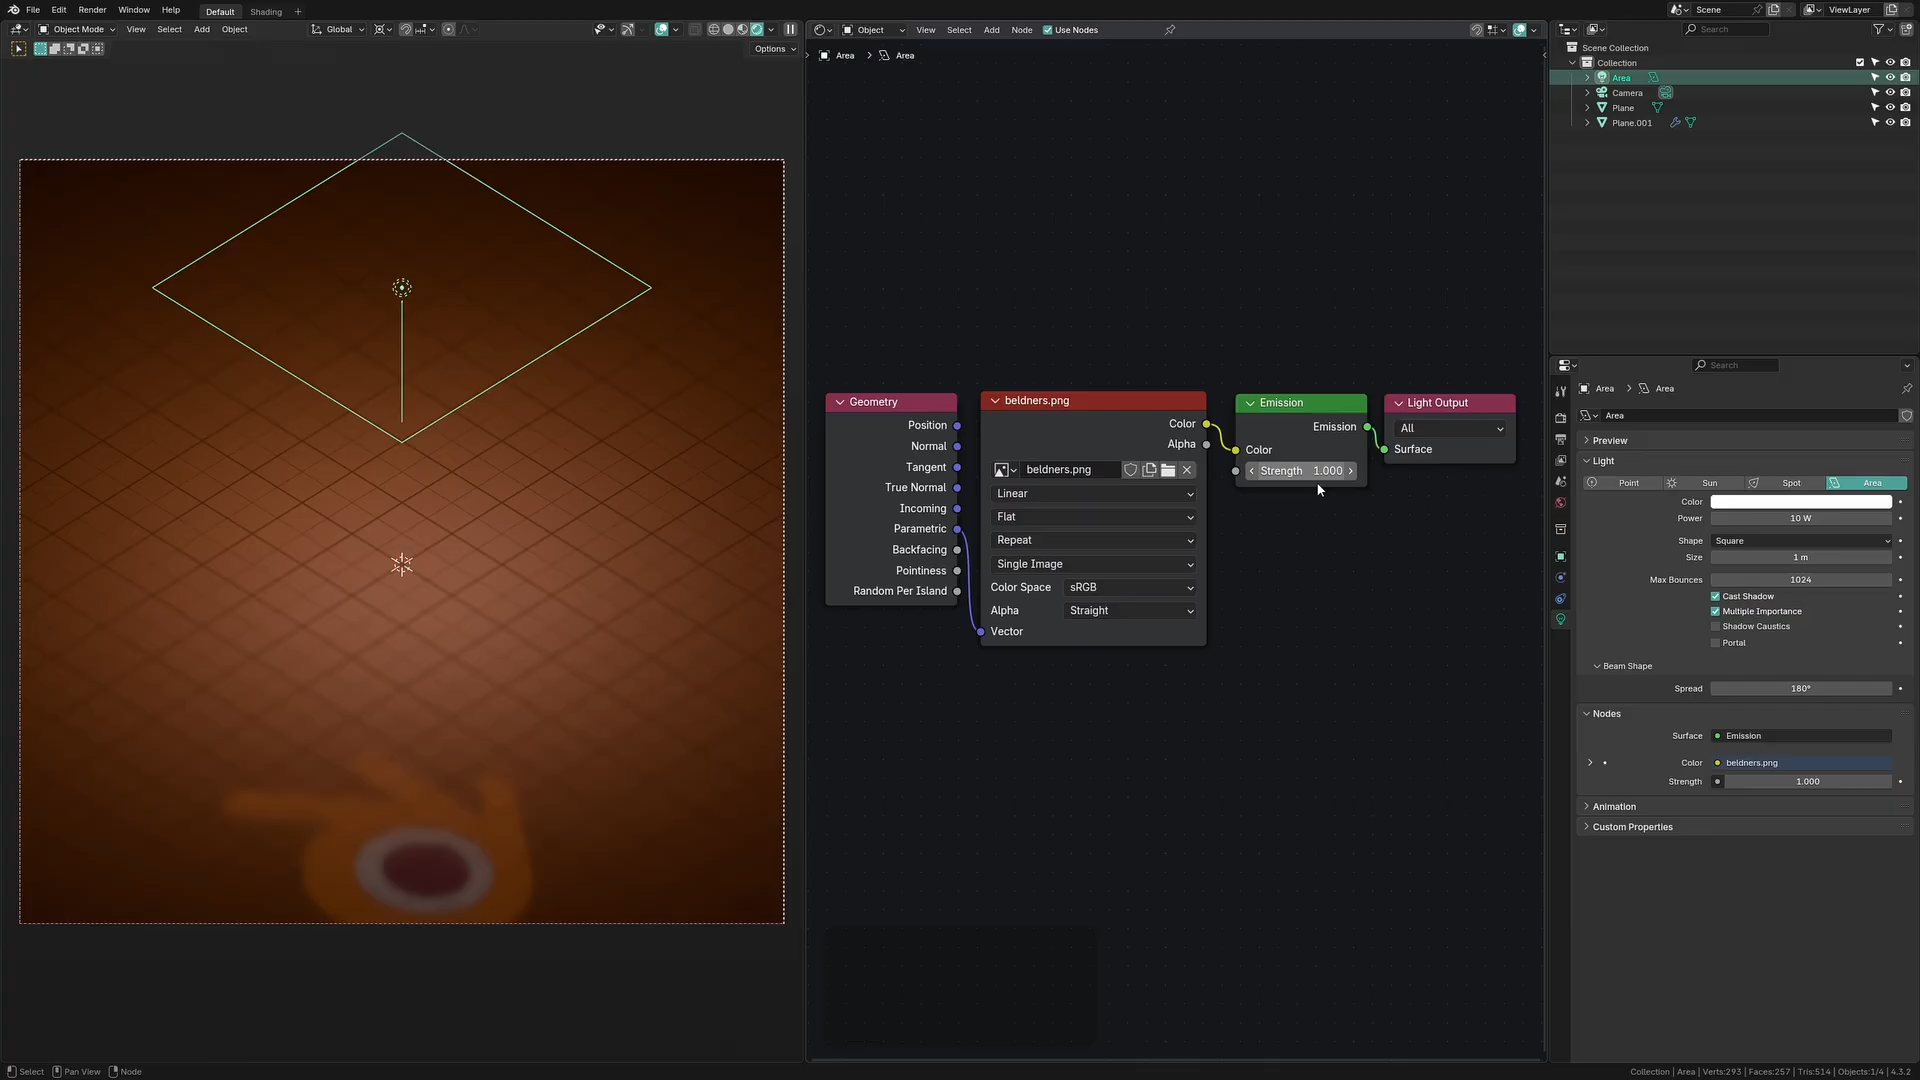 File Edit Render Window Help Default Shading + Scene ViewLayer
Object Mode View Select Add Object Global
Options
Object View Select Add Node Use Nodes
Area > Area
Geometry
Position
Normal
Tangent
True Normal
Incoming
Parametric
Backfacing
Pointiness
Random Per Island
beldners.png
Color
Alpha
beldners.png
Linear
Flat
Repeat
Single Image
Color Space sRGB
Alpha Straight
Vector
Emission
Emission
Color
Strength 1.000
Light Output
All
Surface
Search
Scene Collection
Collection
Area
Camera
Plane
Plane.001
Search
Area > Area
Area
Preview
Light
Point Sun Spot Area
Color
Power 10 W
Shape Square
Size 1 m
Max Bounces 1024
Cast Shadow
Multiple Importance
Shadow Caustics
Portal
Beam Shape
Spread 180°
Nodes
Surface Emission
Color beldners.png
Strength 1.000
Animation
Custom Properties
Select Pan View Node
Collection | Area | Verts:293 | Faces:257 | Tris:514 | Objects:1/4 | 4.3.2